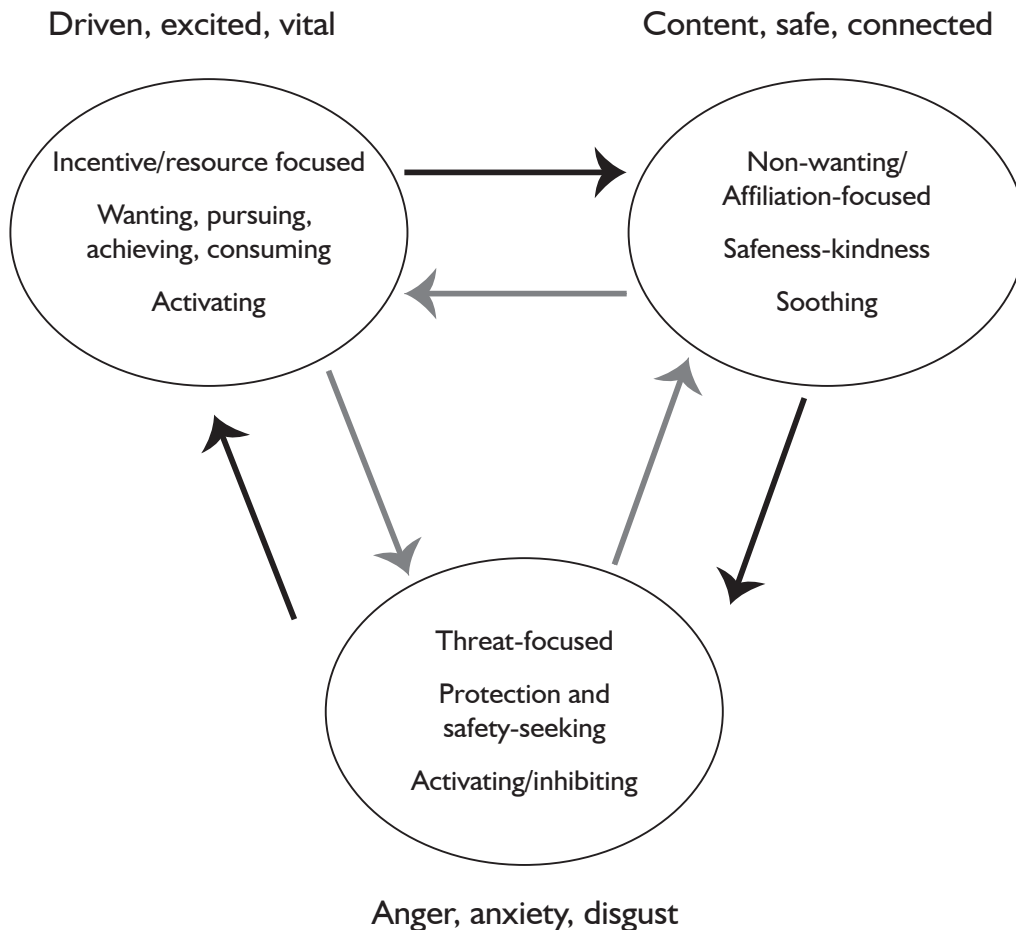 Driven, excited, vital
Content, safe, connected
Incentive/resource focused
Wanting, pursuing,
achieving, consuming
Activating
Non-wanting/
Affiliation-focused
Safeness-kindness
Soothing
Threat-focused
Protection and
safety-seeking
Activating/inhibiting
Anger, anxiety, disgust